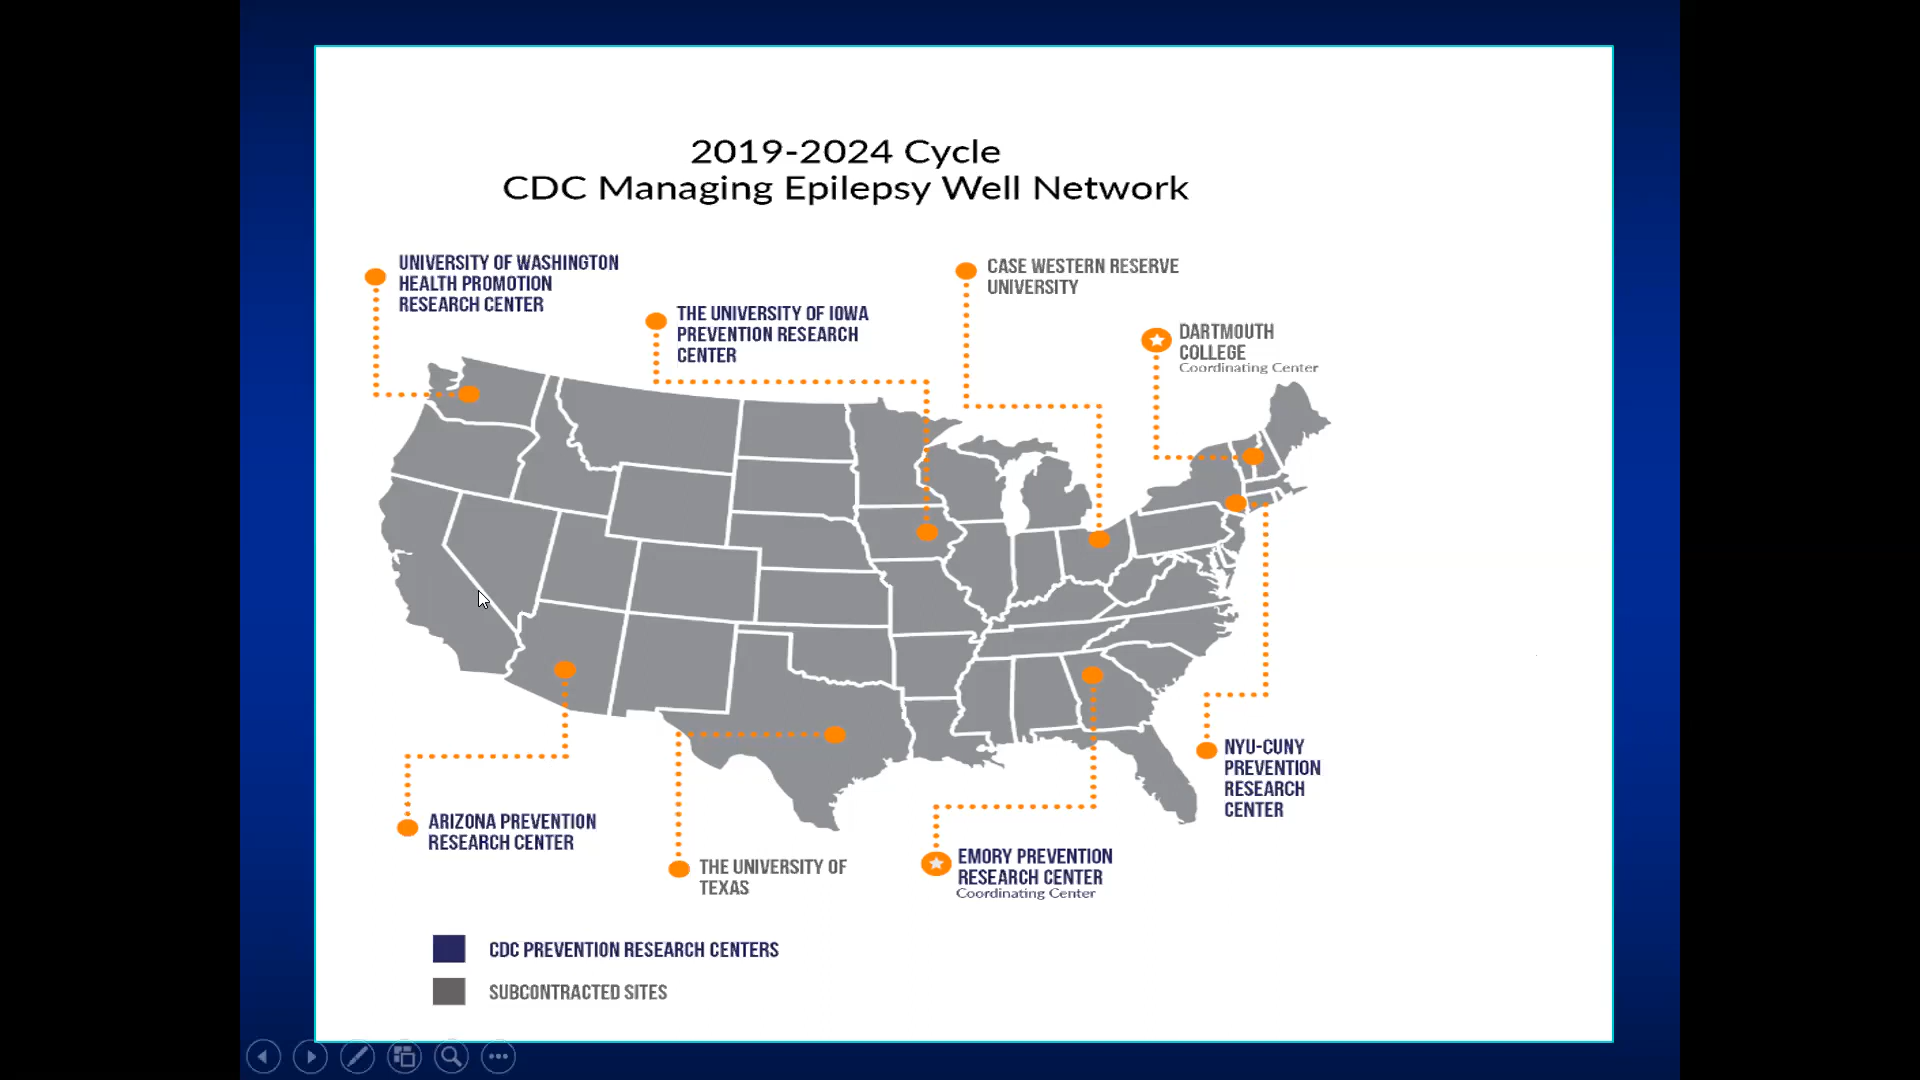 2019-2024 Cycle
CDC Managing Epilepsy Well Network
UNIVERSITY OF WASHINGTON
HEALTH PROMOTION
RESEARCH CENTER
THE UNIVERSITY OF IOWA
PREVENTION RESEARCH
CENTER
CASE WESTERN RESERVE
UNIVERSITY
DARTMOUTH
COLLEGE
Coordinating Center
ARIZONA PREVENTION
RESEARCH CENTER
THE UNIVERSITY OF
TEXAS
EMORY PREVENTION
RESEARCH CENTER
Coordinating Center
NYU-CUNY
PREVENTION
RESEARCH
CENTER
CDC PREVENTION RESEARCH CENTERS
SUBCONTRACTED SITES